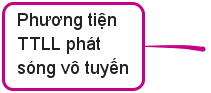 Phương tiện
TTLL phát
sóng vô tuyến